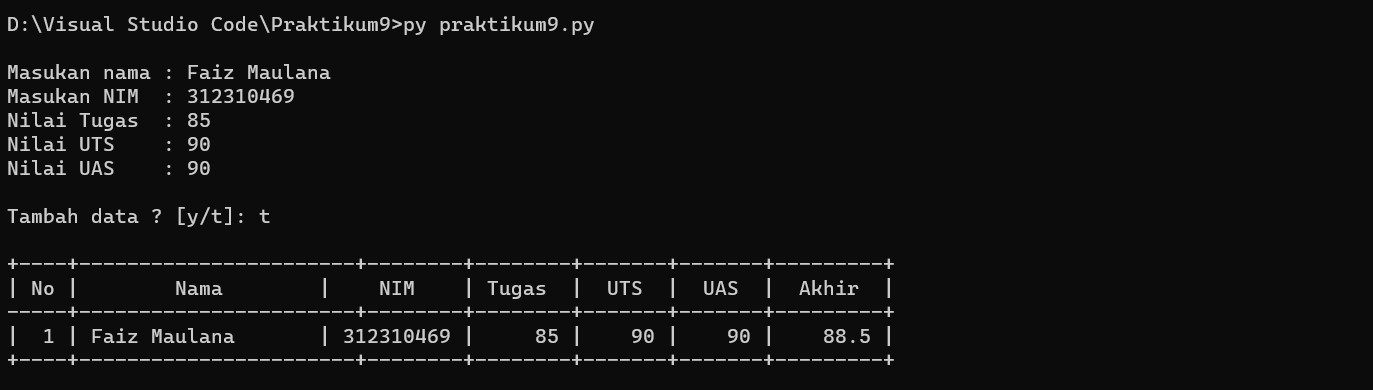 D:\Visual Studio Code\Praktikum9>py praktikum9.py
Masukan nama : Faiz Maulana
Masukan NIM  : 312310469
Nilai Tugas  : 85
Nilai UTS    : 90
Nilai UAS    : 90
Tambah data ? [y/t]: t
+----+-----------------------+--------+--------+-------+-------+---------+
| No |        Nama        |    NIM    | Tugas  |  UTS  |  UAS  |  Akhir  |
-----+-----------------------+--------+--------+-------+-------+---------+
|  1 | Faiz Maulana       | 312310469 |     85 |    90 |    90 |    88.5 |
+----+-----------------------+--------+--------+-------+-------+---------+